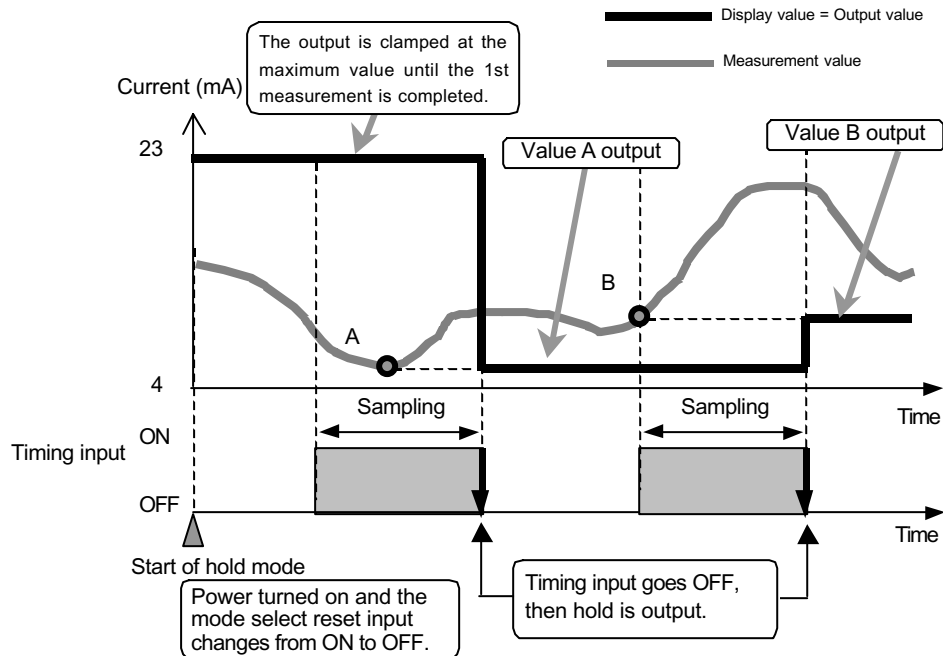 Display value = Output value
Measurement value
The output is clamped at the
maximum value until the 1st
measurement is completed.
Current (mA)
23
Value A output
Value B output
B
A
4
Sampling
Sampling
Time
ON
Timing input
OFF
Time
Start of hold mode
Power turned on and the
mode select reset input
changes from ON to OFF.
Timing input goes OFF,
then hold is output.